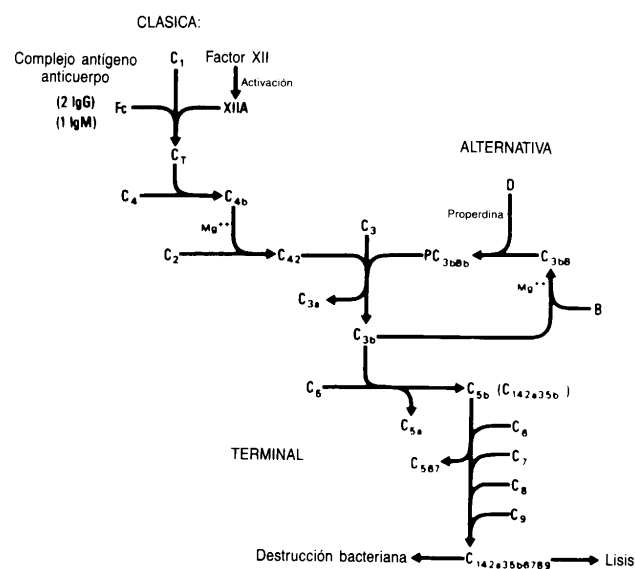 CLASICA:
Complejo antígeno
anticuerpo
(2 IgG)
(1 IgM)
C1
Factor XII
Activación
Fc
XIIA
CT
ALTERNATIVA
D
Properdina
C4
C4b
Mg++
C3
C2
C42
PC3bBb
C3bB
C3a
Mg++
B
C3b
C5
C5b (C142a35b)
C5a
TERMINAL
C6
C567
C7
C8
C9
Destrucción bacteriana
C142a35b6789
Lisis